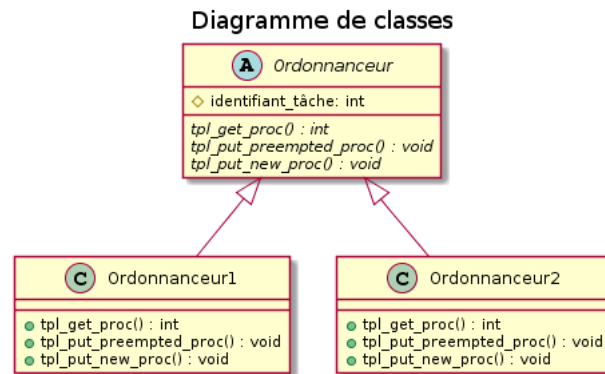 Diagramme de classes
A Ordonnanceur
identifiant_tâche: int
tpl_get_proc() : int
tpl_put_preempted_proc() : void
tpl_put_new_proc() : void
C Ordonnanceur1
tpl_get_proc() : int
tpl_put_preempted_proc() : void
tpl_put_new_proc() : void
C Ordonnanceur2
tpl_get_proc() : int
tpl_put_preempted_proc() : void
tpl_put_new_proc() : void